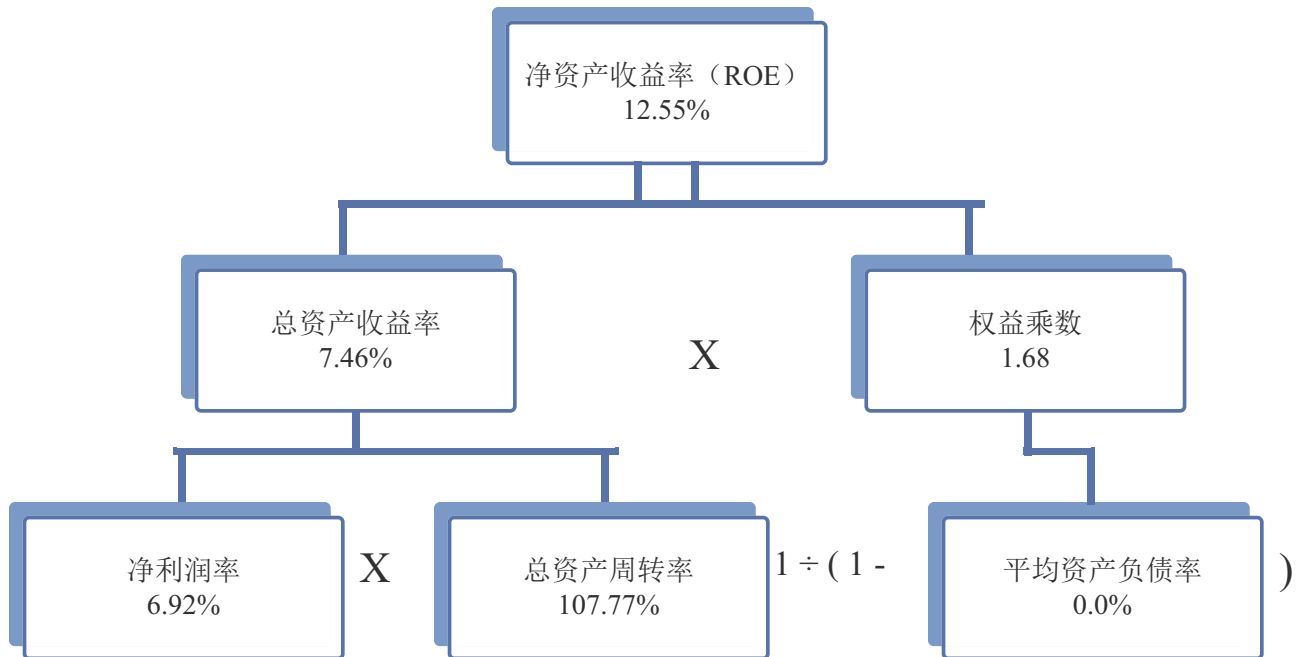 净资产收益率（ROE）
12.55%
总资产收益率
7.46%
X
权益乘数
1.68
净利润率
6.92%
X
总资产周转率
107.77%
1 ÷ ( 1 -
平均资产负债率
0.0%
)